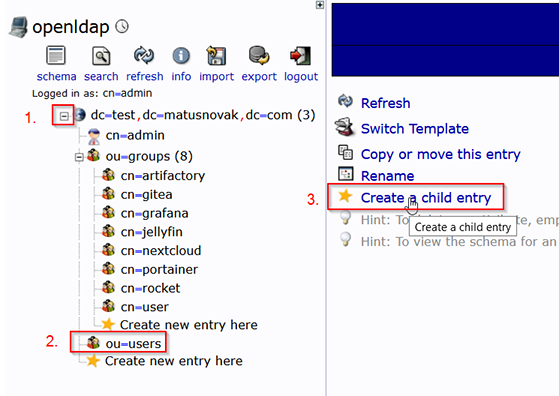 openldap
schema search refresh info import export logout
Logged in as: cn=admin
1.
dc=test,dc=matusnovak,dc=com (3)
cn=admin
ou=groups (8)
cn=artifactory
cn=gitea
cn=grafana
cn=jellyfin
cn=nextcloud
cn=portainer
cn=rocket
cn=user
Create new entry here
2.
ou=users
Create new entry here
Refresh
Switch Template
Copy or move this entry
Rename
3.
Create a child entry
Hint: To
ute, emp
Create a child entry
Hint: To view the schema for an